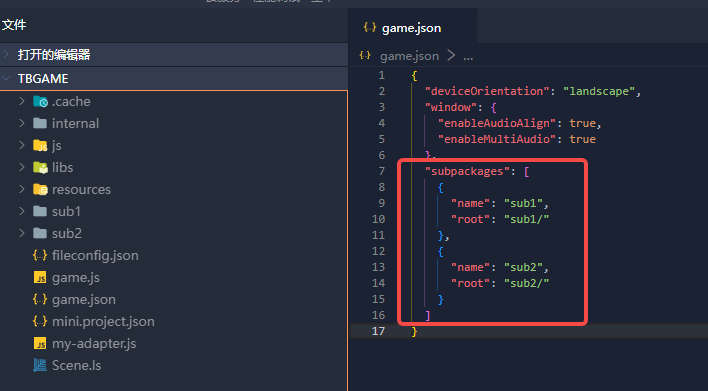 文件
打开的编辑器
TBGAME
.cache
internal
js
libs
resources
sub1
sub2
fileconfig.json
game.js
game.json
mini.project.json
my-adapter.js
Scene.ls
game.json
game.json > ...
1 {
2 "deviceOrientation": "landscape",
3 "window": {
4 "enableAudioAlign": true,
5 "enableMultiAudio": true
6 },
7 "subpackages": [
8 {
9 "name": "sub1",
10 "root": "sub1/"
11 },
12 {
13 "name": "sub2",
14 "root": "sub2/"
15 }
16 ]
17 }